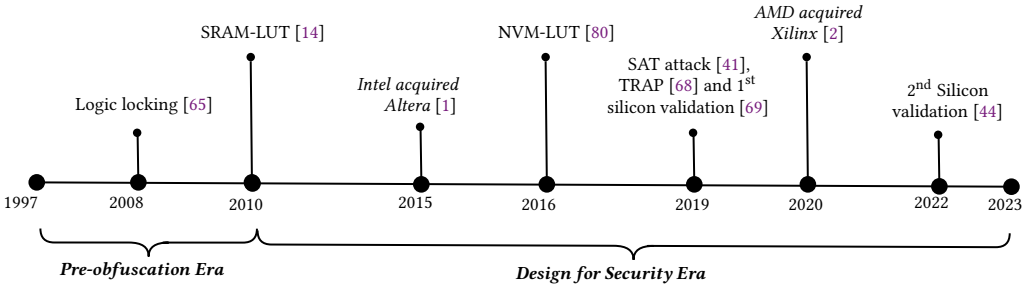 AMD acquired
Xilinx [2]
SRAM-LUT [14]
NVM-LUT [80]
SAT attack [41],
TRAP [68] and 1st
silicon validation [69]
Intel acquired
Altera [1]
2nd Silicon
validation [44]
Logic locking [65]
1997
2008
2010
2015
2016
2019
2020
2022
2023
Pre-obfuscation Era
Design for Security Era